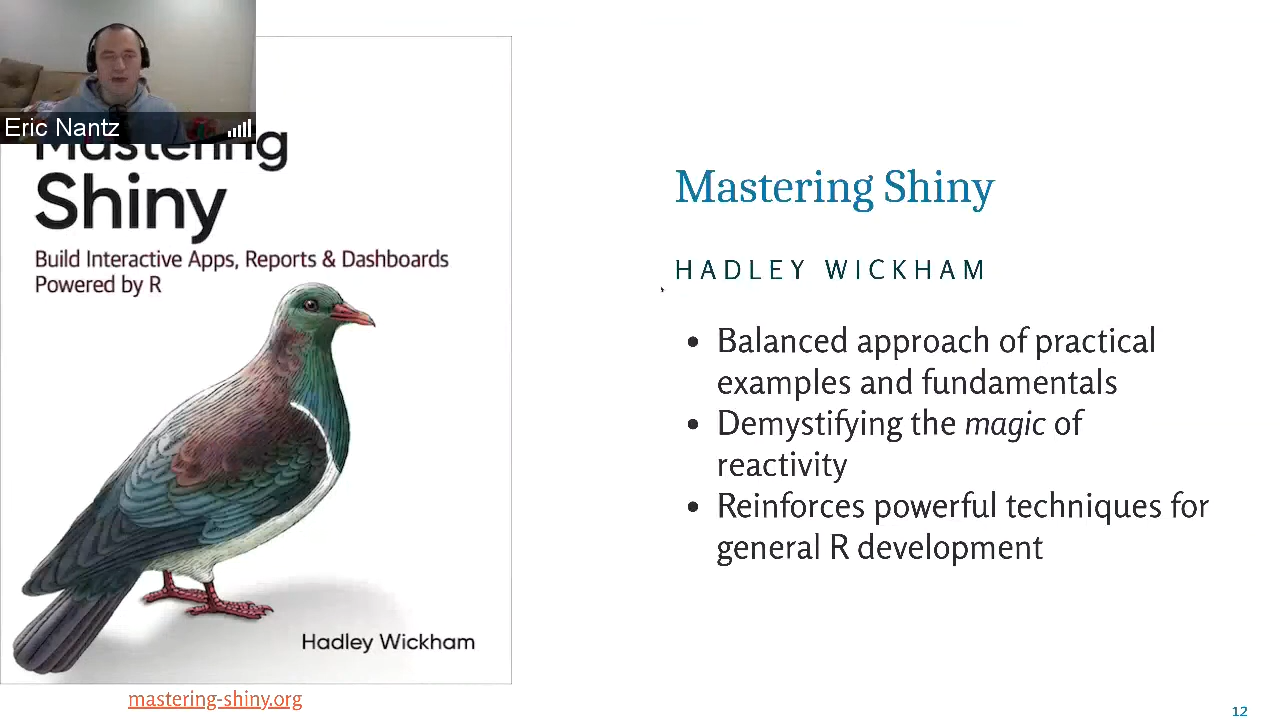 Eric Nantz
Mastering
Shiny
Build Interactive Apps, Reports & Dashboards
Powered by R
Hadley Wickham
mastering-shiny.org
Mastering Shiny
HADLEY WICKHAM
• Balanced approach of practical
examples and fundamentals
• Demystifying the magic of
reactivity
• Reinforces powerful techniques for
general R development
12